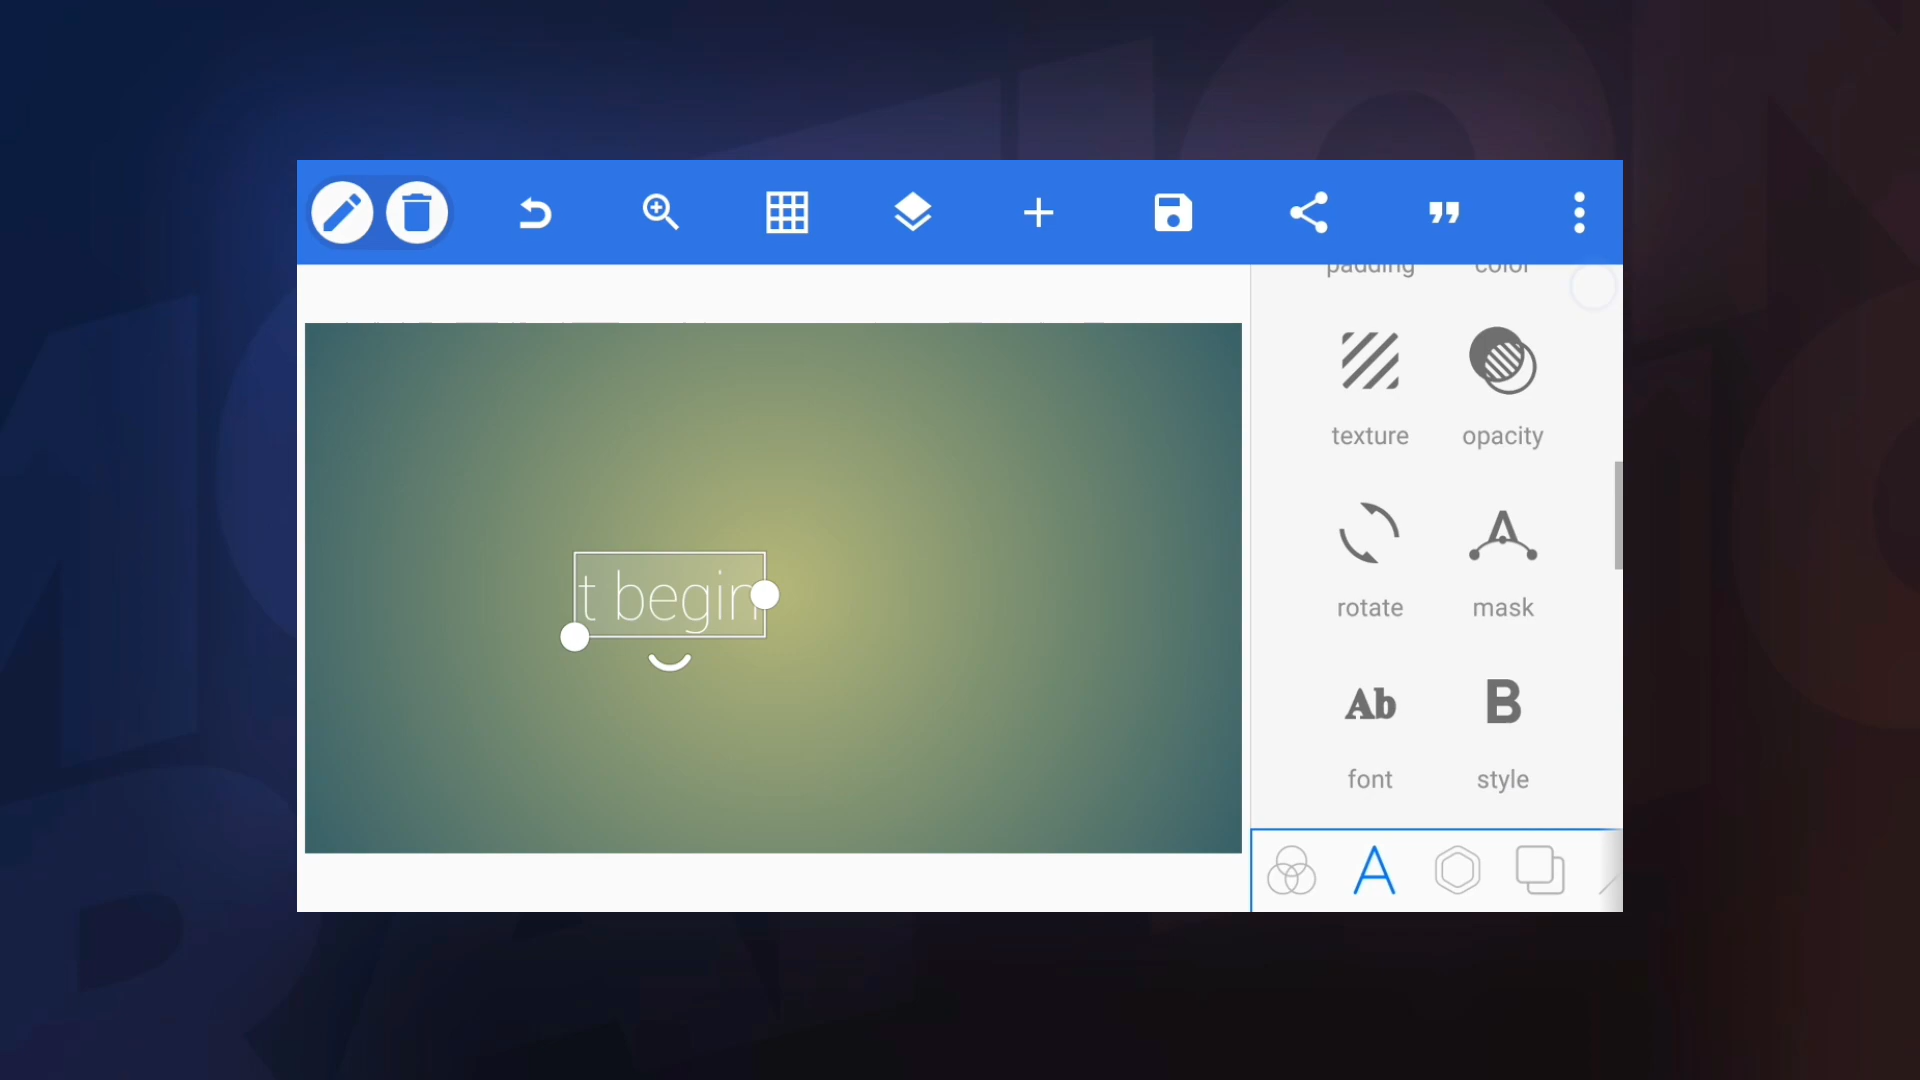 padding color
texture opacity
t begin
rotate mask
Ab B
font style